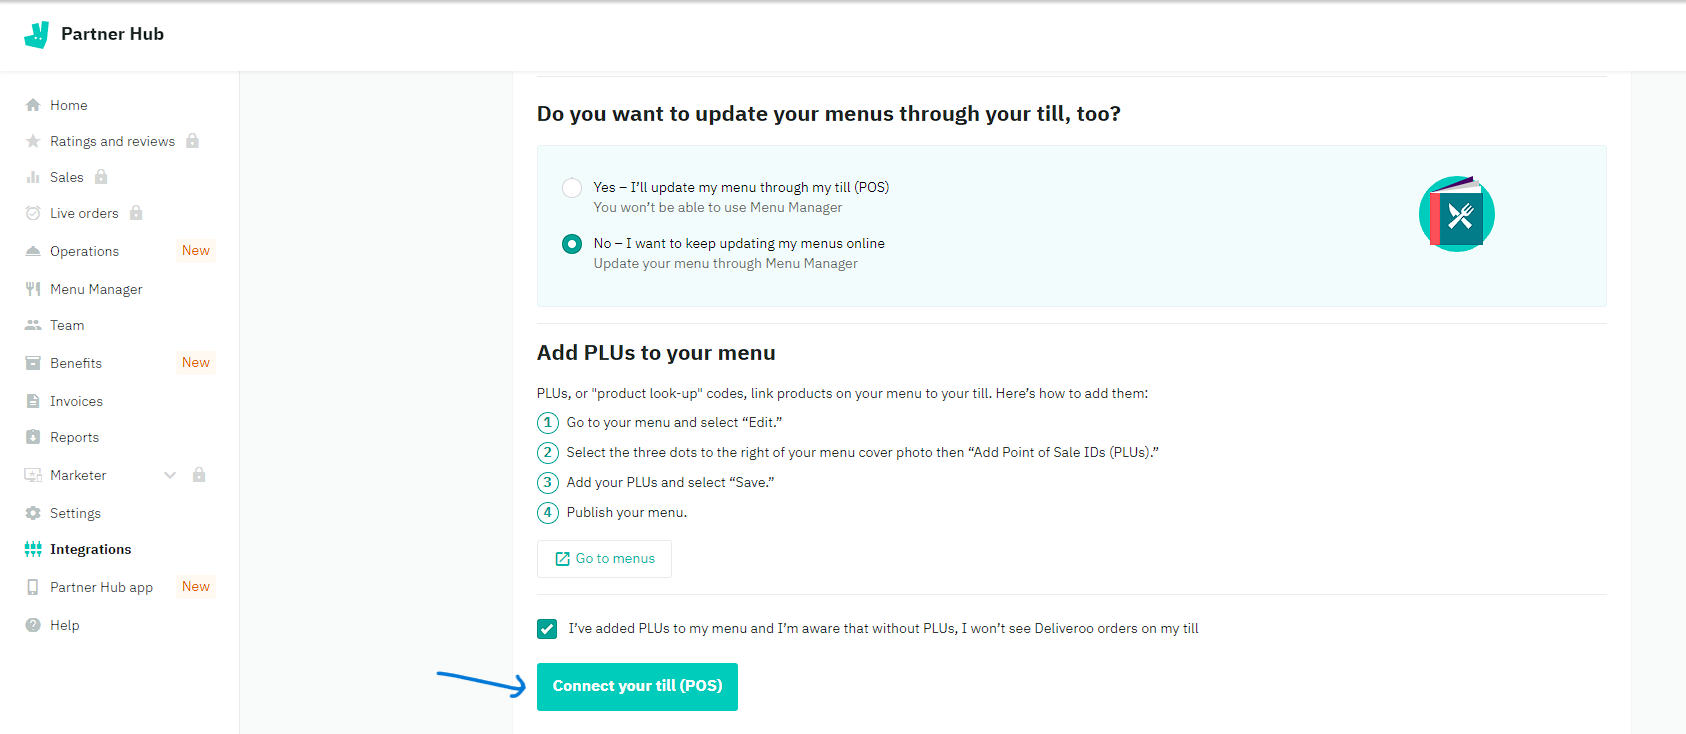 Partner Hub
Home
Ratings and reviews
Sales
Live orders
Operations New
Menu Manager
Team
Benefits New
Invoices
Reports
Marketer
Settings
Integrations
Partner Hub app New
Help
Do you want to update your menus through your till, too?
Yes – I’ll update my menu through my till (POS)
You won’t be able to use Menu Manager
No – I want to keep updating my menus online
Update your menu through Menu Manager
Add PLUs to your menu
PLUs, or "product look-up" codes, link products on your menu to your till. Here’s how to add them:
1 Go to your menu and select “Edit.”
2 Select the three dots to the right of your menu cover photo then “Add Point of Sale IDs (PLUs).”
3 Add your PLUs and select “Save.”
4 Publish your menu.
Go to menus
I’ve added PLUs to my menu and I’m aware that without PLUs, I won’t see Deliveroo orders on my till
Connect your till (POS)